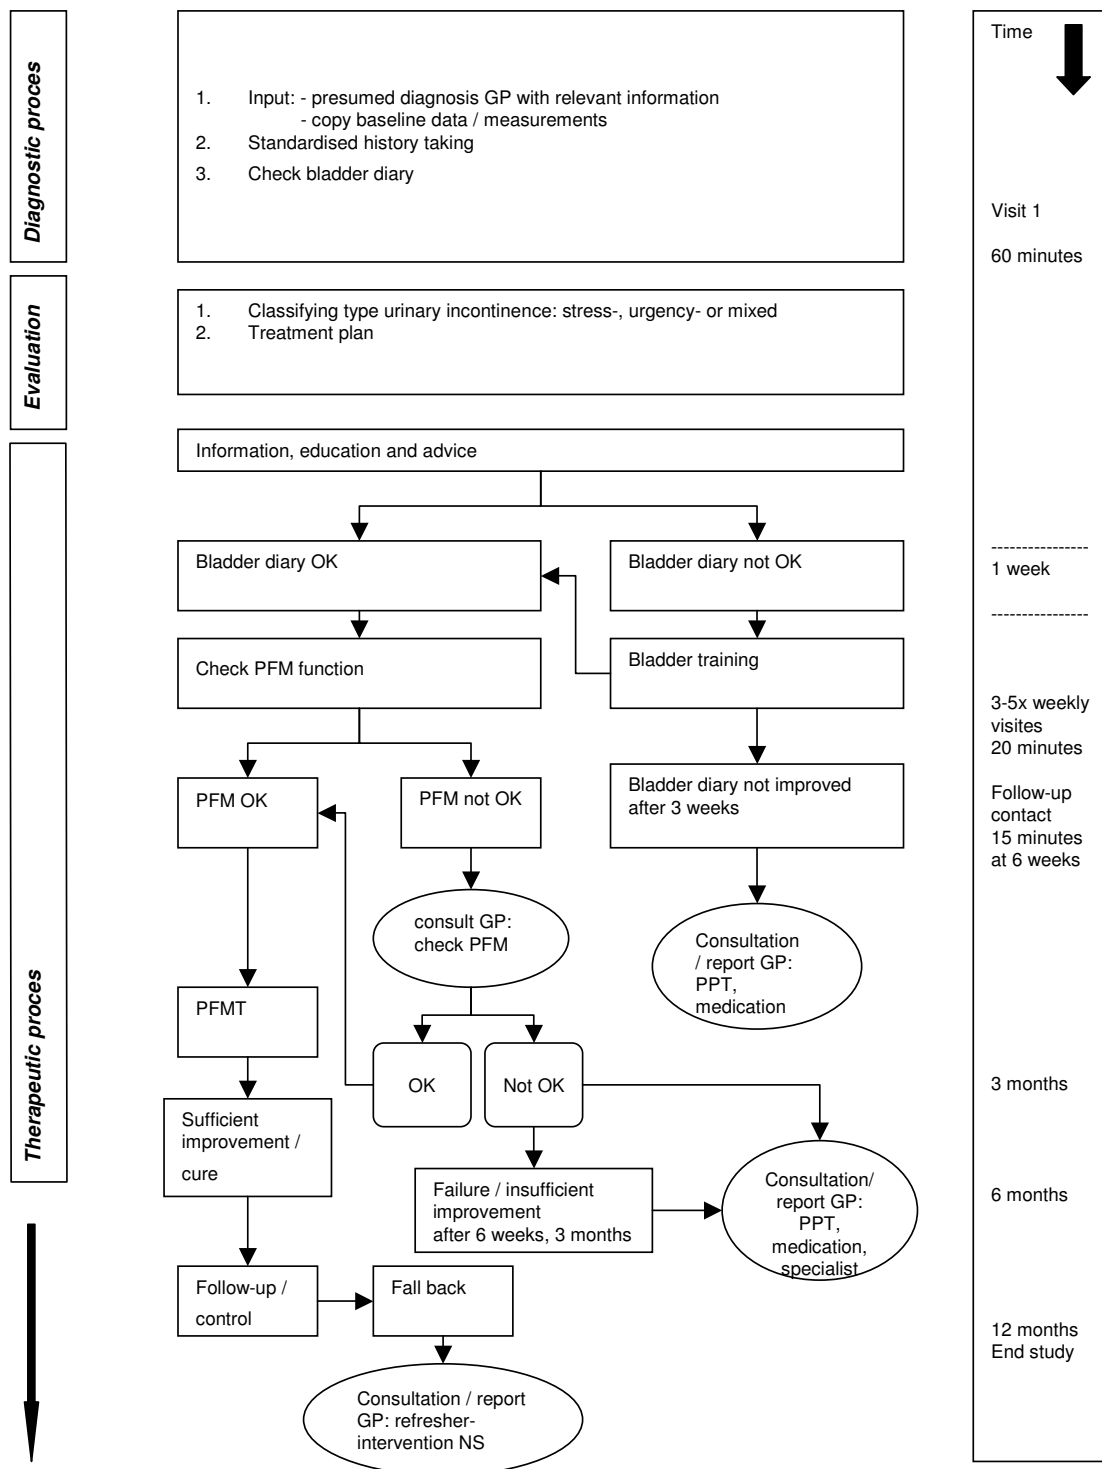 Diagnostic proces
1. Input: - presumed diagnosis GP with relevant information
- copy baseline data / measurements
2. Standardised history taking
3. Check bladder diary
Time
Visit 1
60 minutes
Evaluation
1. Classifying type urinary incontinence: stress-, urgency- or mixed
2. Treatment plan
Therapeutic proces
Information, education and advice
Bladder diary OK
Bladder diary not OK
----------------
1 week
----------------
Check PFM function
Bladder training
3-5x weekly
visites
20 minutes
PFM OK
PFM not OK
Bladder diary not improved
after 3 weeks
Follow-up
contact
15 minutes
at 6 weeks
consult GP:
check PFM
Consultation
/ report GP:
PPT,
medication
PFMT
OK
Not OK
3 months
Sufficient
improvement /
cure
Failure / insufficient
improvement
after 6 weeks, 3 months
Consultation/
report GP:
PPT,
medication,
specialist
6 months
Follow-up /
control
Fall back
12 months
End study
Consultation / report
GP: refresher-
intervention NS